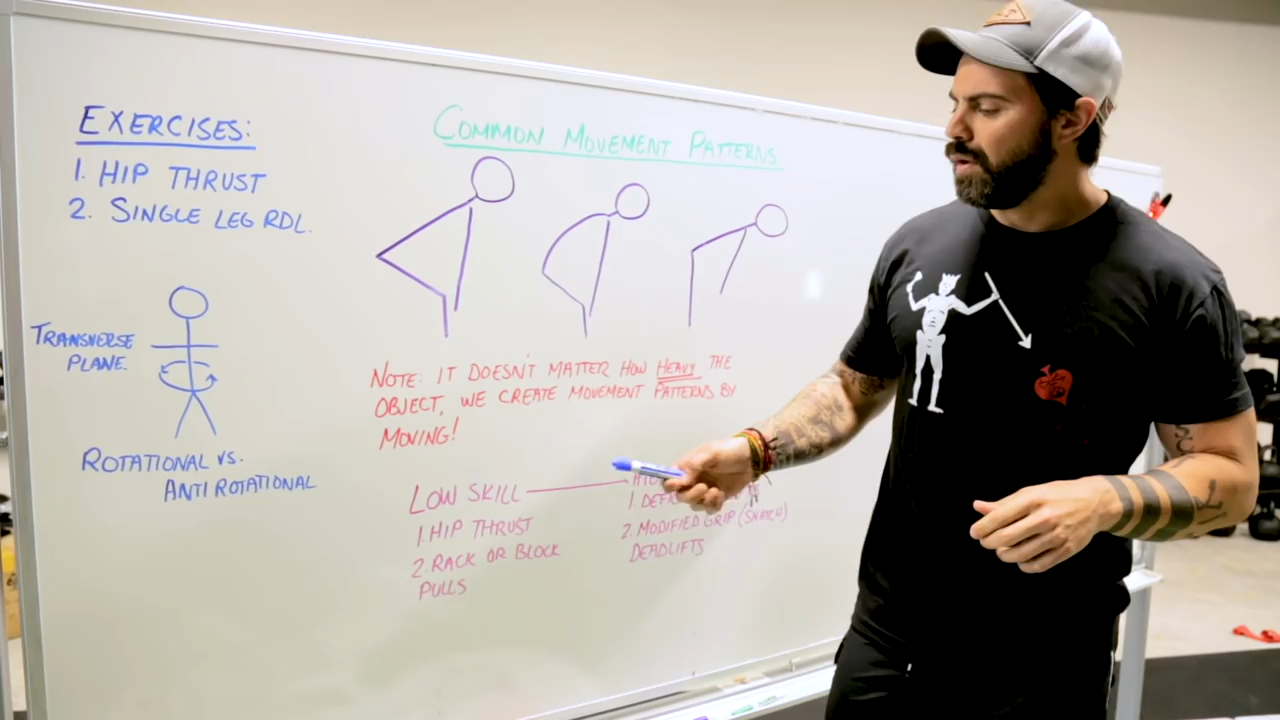 EXERCISES:
1. HIP THRUST
2. SINGLE LEG RDL.
TRANSVERSE
PLANE.
ROTATIONAL VS.
ANTI ROTATIONAL
COMMON MOVEMENT PATTERNS
NOTE: IT DOESN'T MATTER HOW HEAVY THE
OBJECT, WE CREATE MOVEMENT PATTERNS BY
MOVING!
LOW SKILL
1. HIP THRUST
2. RACK OR BLOCK
PULLS
1.
2. MODIFIED GRIP (SNATCH)
DEADLIFTS